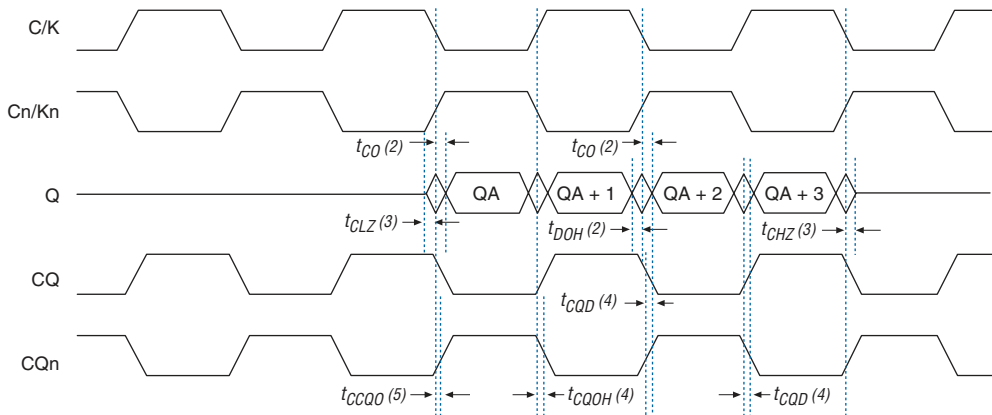 C/K
Cn/Kn
tCO (2) tCO (2)
Q QA QA + 1 QA + 2 QA + 3
tCLZ (3) tDOH (2) tCHZ (3)
CQ
tCQD (4)
CQn
tCCQO (5) tCQOH (4) tCQD (4)